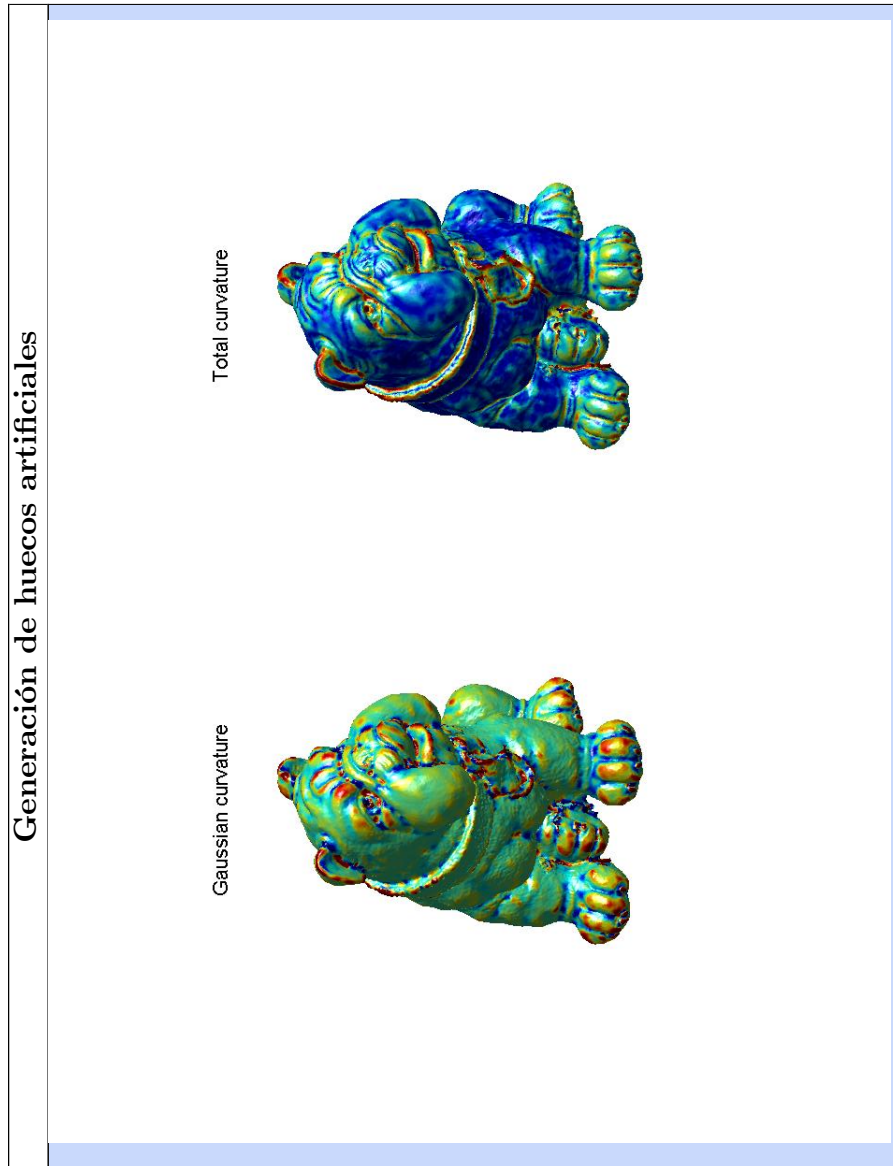 Generación de huecos artificiales
Gaussian curvature
Total curvature